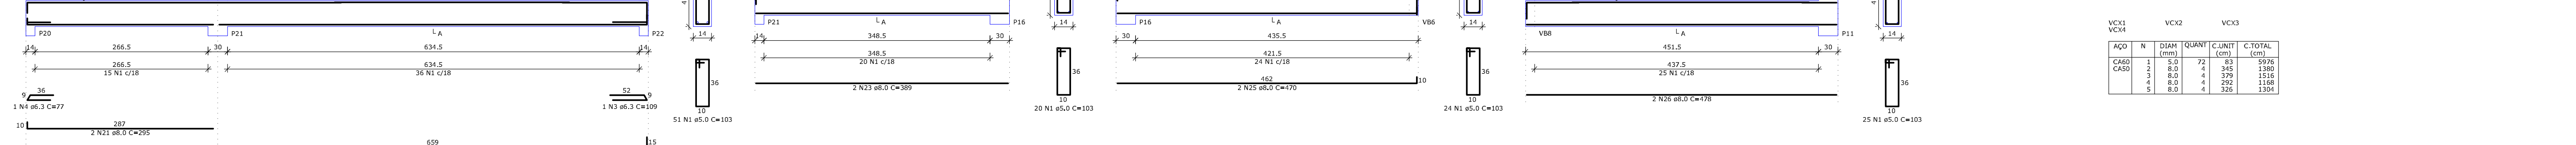 P20
P21
└ A
P22
14
266.5
30
634.5
14
266.5
634.5
15 N1 c/18
36 N1 c/18
9
36
1 N4 ø6.3 C=77
52
9
1 N3 ø6.3 C=109
10
287
2 N21 ø8.0 C=295
659
15
4
14
36
10
51 N1 ø5.0 C=103
P21
└ A
P16
14
348.5
30
348.5
20 N1 c/18
2 N23 ø8.0 C=389
4
14
36
10
20 N1 ø5.0 C=103
P16
└ A
VB6
30
435.5
421.5
24 N1 c/18
462
10
2 N25 ø8.0 C=470
4
14
36
10
24 N1 ø5.0 C=103
VB8
└ A
P11
451.5
30
437.5
25 N1 c/18
2 N26 ø8.0 C=478
4
14
36
10
25 N1 ø5.0 C=103
VCX1 VCX2 VCX3
VCX4
AÇO N DIAM QUANT C.UNIT C.TOTAL
(mm) (cm) (cm)
CA60 1 5.0 72 83 5976
CA50 2 8.0 4 345 1380
3 8.0 4 379 1516
4 8.0 4 292 1168
5 8.0 4 326 1304